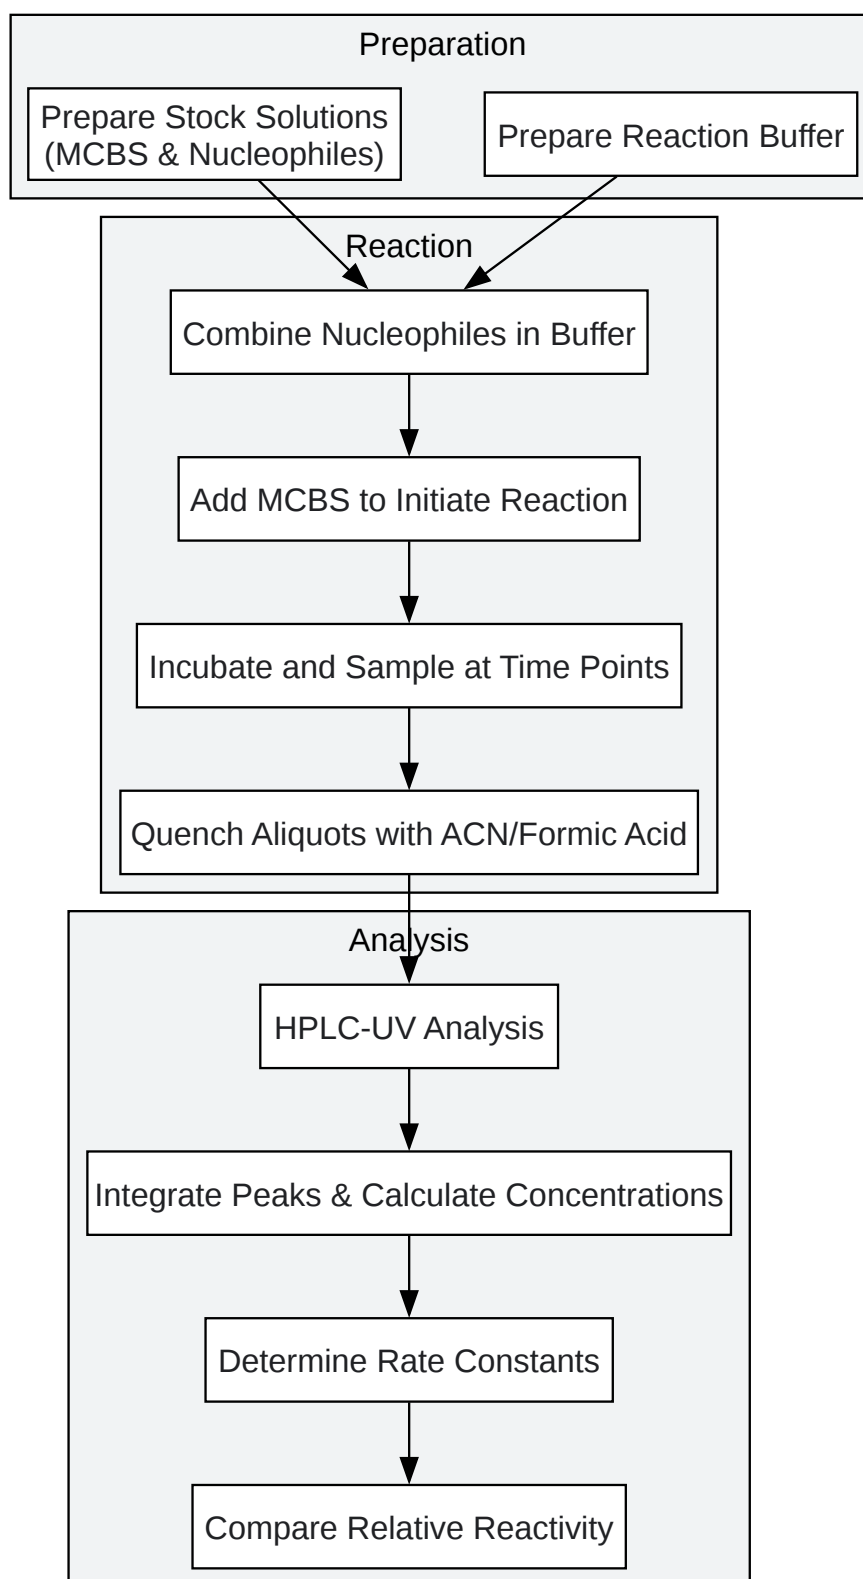 Preparation
Prepare Stock Solutions
(MCBS & Nucleophiles)
Prepare Reaction Buffer
Reaction
Combine Nucleophiles in Buffer
Add MCBS to Initiate Reaction
Incubate and Sample at Time Points
Quench Aliquots with ACN/Formic Acid
Analysis
HPLC-UV Analysis
Integrate Peaks & Calculate Concentrations
Determine Rate Constants
Compare Relative Reactivity